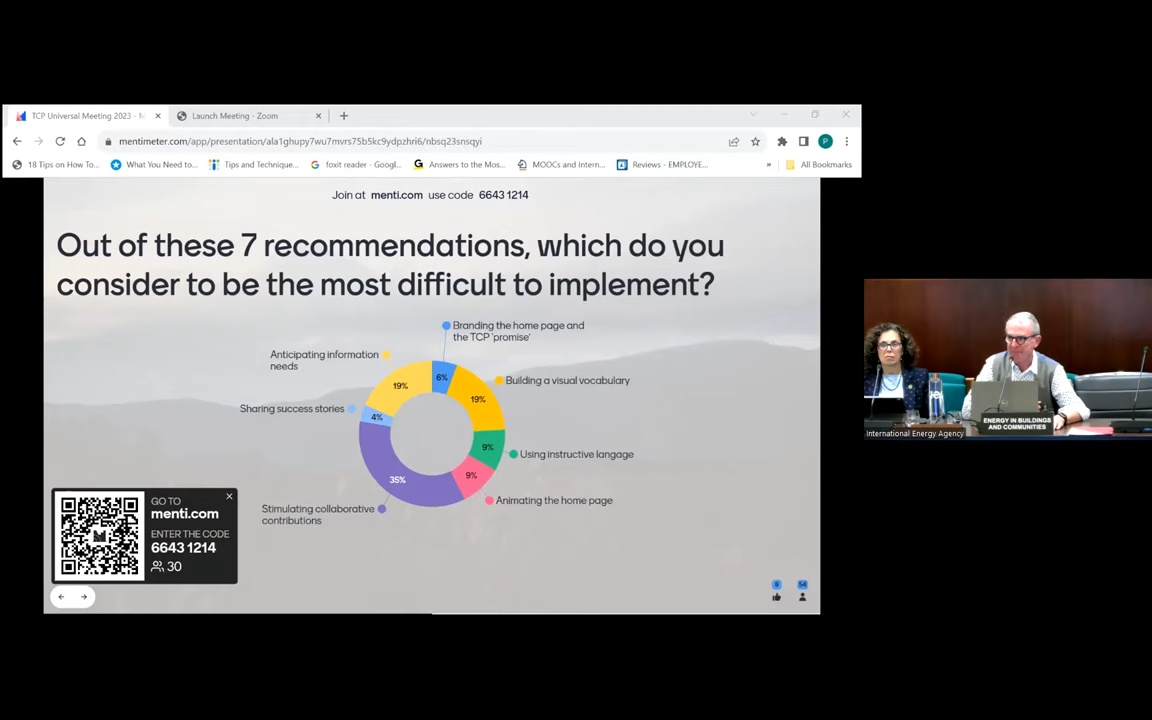 TCP Universal Meeting 2023 - M
Launch Meeting - Zoom
mentimeter.com/app/presentation/ala1ghupy7wu7mvrs75b5kc9ydpzhri6/nbsq23snsqyi
P
18 Tips on How To...
What You Need to...
Tips and Technique...
foxit reader - Googl...
Answers to the Mos...
MOOCs and Intern...
Reviews - EMPLOYE...
»
All Bookmarks
Join at menti.com use code 6643 1214
Out of these 7 recommendations, which do you
consider to be the most difficult to implement?
Branding the home page and
the TCP 'promise'
Anticipating information
needs
6%
Building a visual vocabulary
19%
19%
Sharing success stories
4%
9%
Using instructive langage
35%
9%
Animating the home page
Stimulating collaborative
contributions
GO TO
menti.com
ENTER THE CODE
6643 1214
30
8
54
ENERGY IN BUILDINGS
AND COMMUNITIES
International Energy Agency